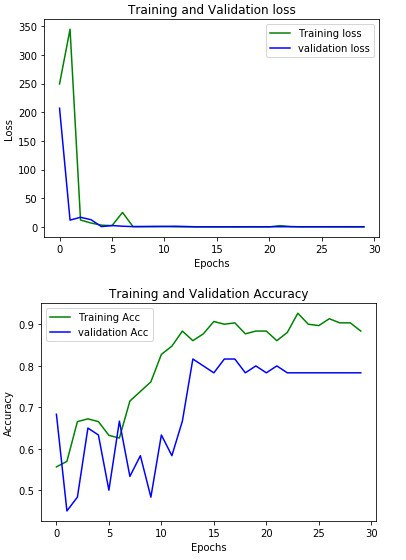 Training and Validation loss
350
300
250
200
150
100
50
0
Loss
Training loss
validation loss
0 5 10 15 20 25 30
Epochs
Training and Validation Accuracy
0.9
0.8
0.7
0.6
0.5
Accuracy
Training Acc
validation Acc
0 5 10 15 20 25 30
Epochs